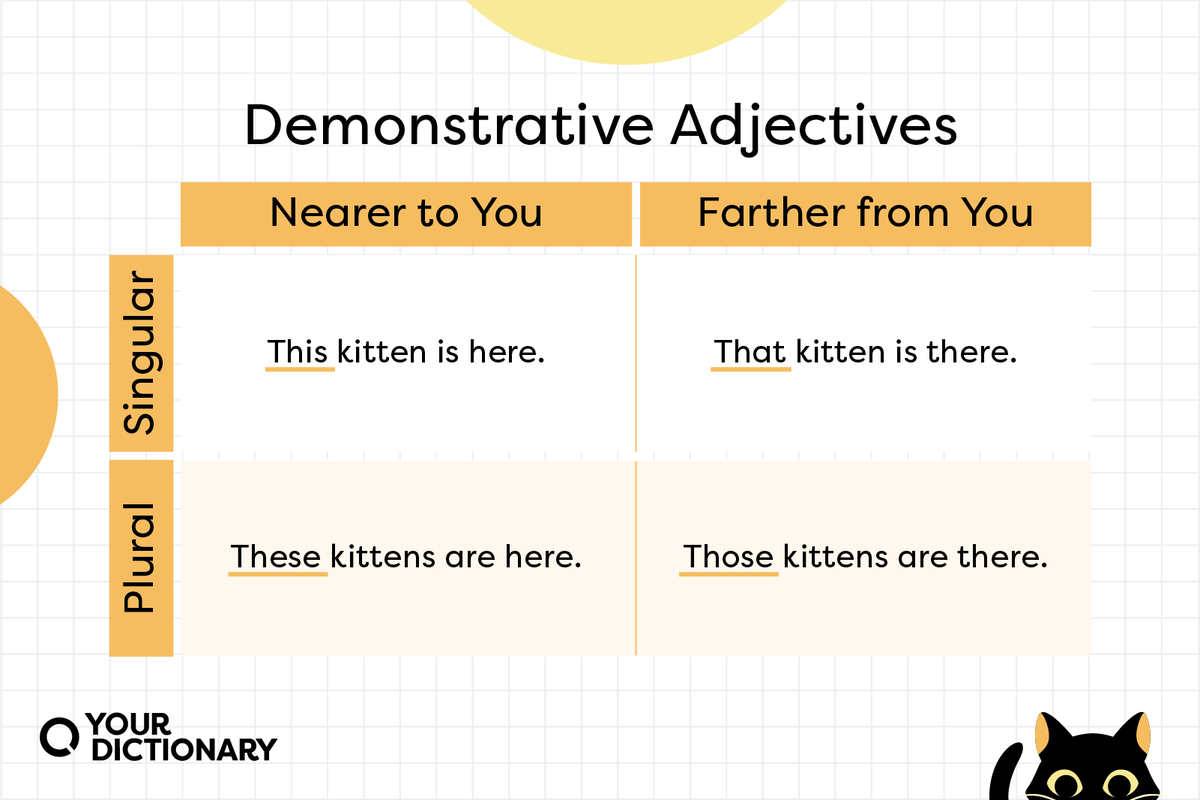 Demonstrative Adjectives
Nearer to You
Farther from You
Singular
This kitten is here.
That kitten is there.
Plural
These kittens are here.
Those kittens are there.
YOUR
DICTIONARY